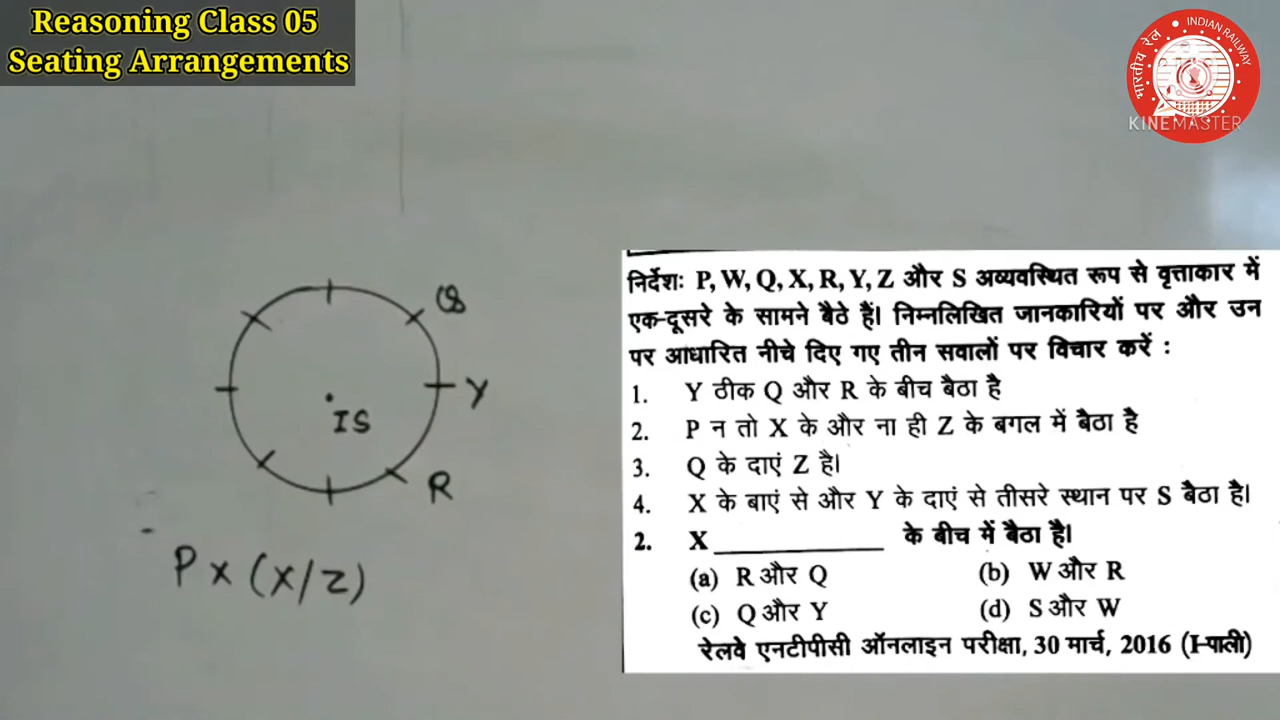 Reasoning Class 05
Seating Arrangements
भारतीय रेल
INDIAN RAILWAY
KINEMASTER
Q
Y
IS
R
P x (X/Z)
निर्देशः P, W, Q, X, R, Y, Z और S अव्यवस्थित रूप से वृत्ताकार में
एक-दूसरे के सामने बैठे हैं। निम्नलिखित जानकारियों पर और उन
पर आधारित नीचे दिए गए तीन सवालों पर विचार करें :
1. Y ठीक Q और R के बीच बैठा है
2. P न तो X के और ना ही Z के बगल में बैठा है
3. Q के दाएं Z है।
4. X के बाएं से और Y के दाएं से तीसरे स्थान पर S बैठा है।
2. X ____________ के बीच में बैठा है।
(a) R और Q (b) W और R
(c) Q और Y (d) S और W
रेलवे एनटीपीसी ऑनलाइन परीक्षा, 30 मार्च, 2016 (I-पाली)